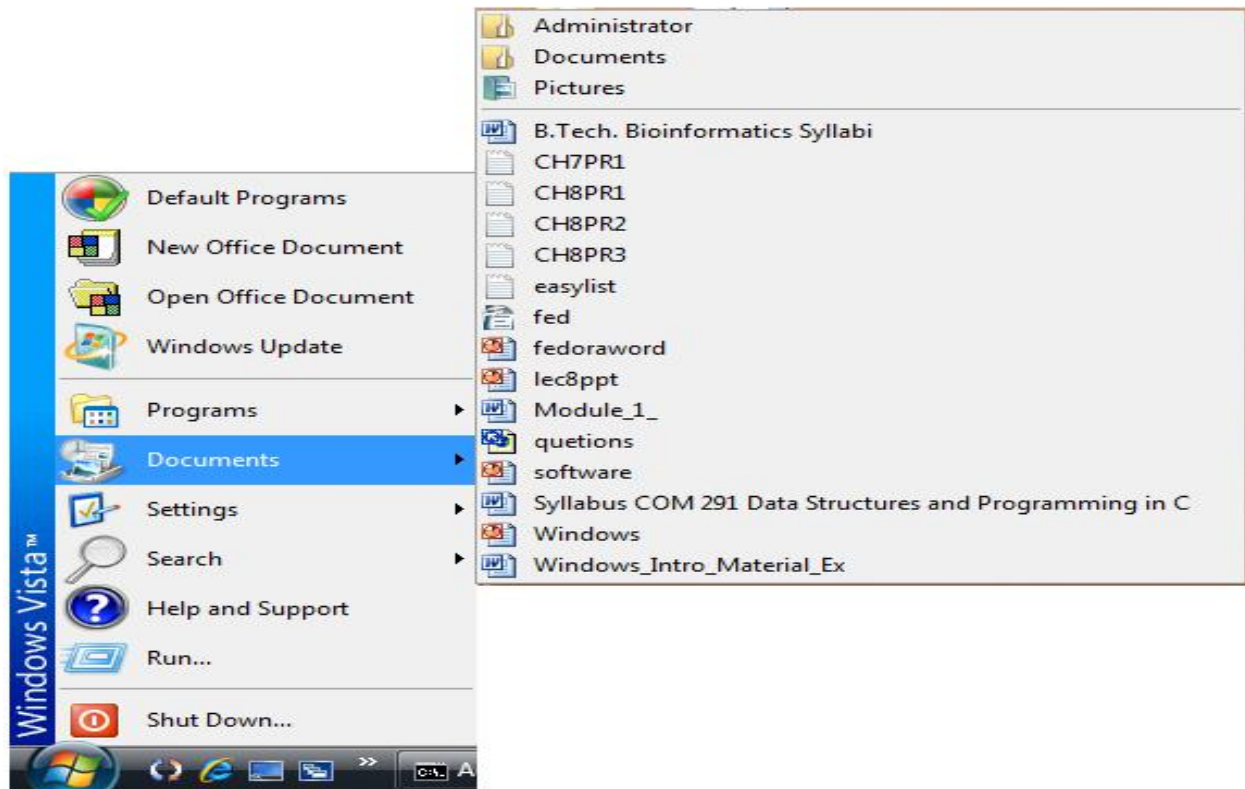 Administrator
Documents
Pictures
B.Tech. Bioinformatics Syllabi
CH7PR1
CH8PR1
CH8PR2
CH8PR3
easylist
fed
fedoraword
lec8ppt
Module_1_
quetions
software
Syllabus COM 291 Data Structures and Programming in C
Windows
Windows_Intro_Material_Ex
Default Programs
New Office Document
Open Office Document
Windows Update
Programs
Documents
Settings
Search
Help and Support
Run...
Shut Down...
Windows Vista™
C:\.
A